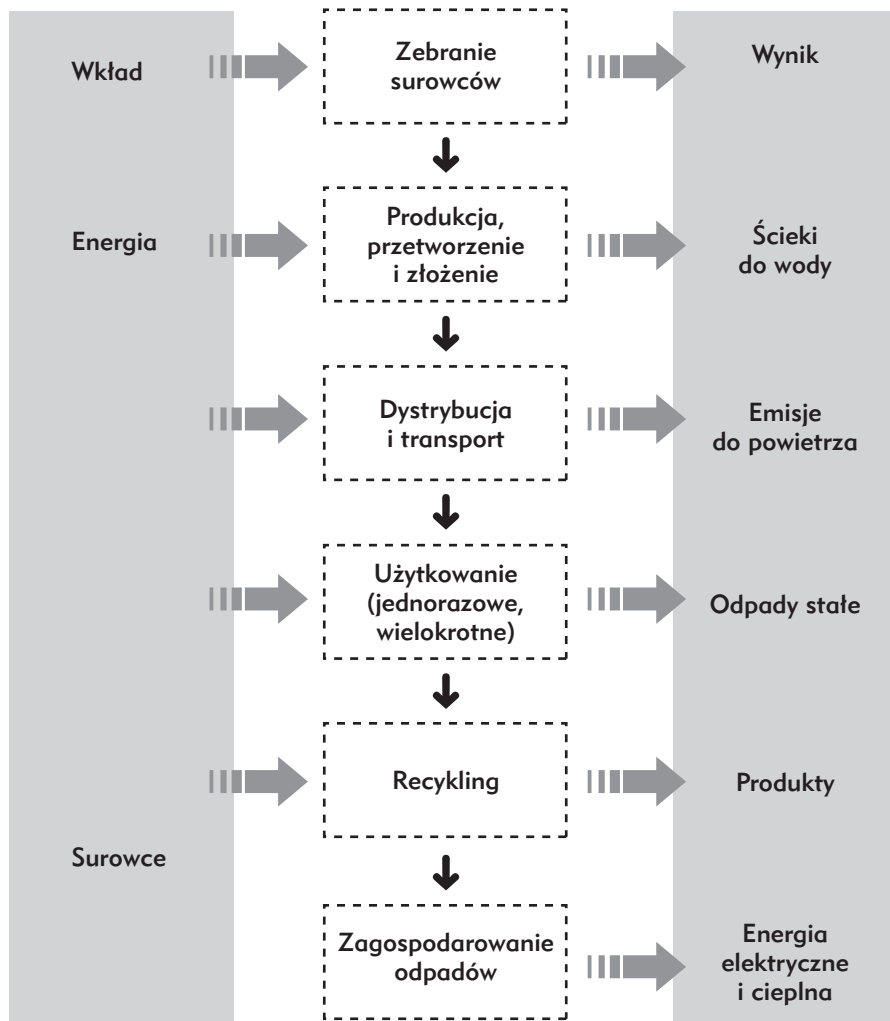 Wkład
Zebranie
surowców
Wynik
Energia
Produkcja,
przetworzenie
i złożenie
Ścieki
do wody
Dystrybucja
i transport
Emisje
do powietrza
Użytkowanie
(jednorazowe,
wielokrotne)
Odpady stałe
Recykling
Produkty
Surowce
Zagospodarowanie
odpadów
Energia
elektryczne
i cieplna